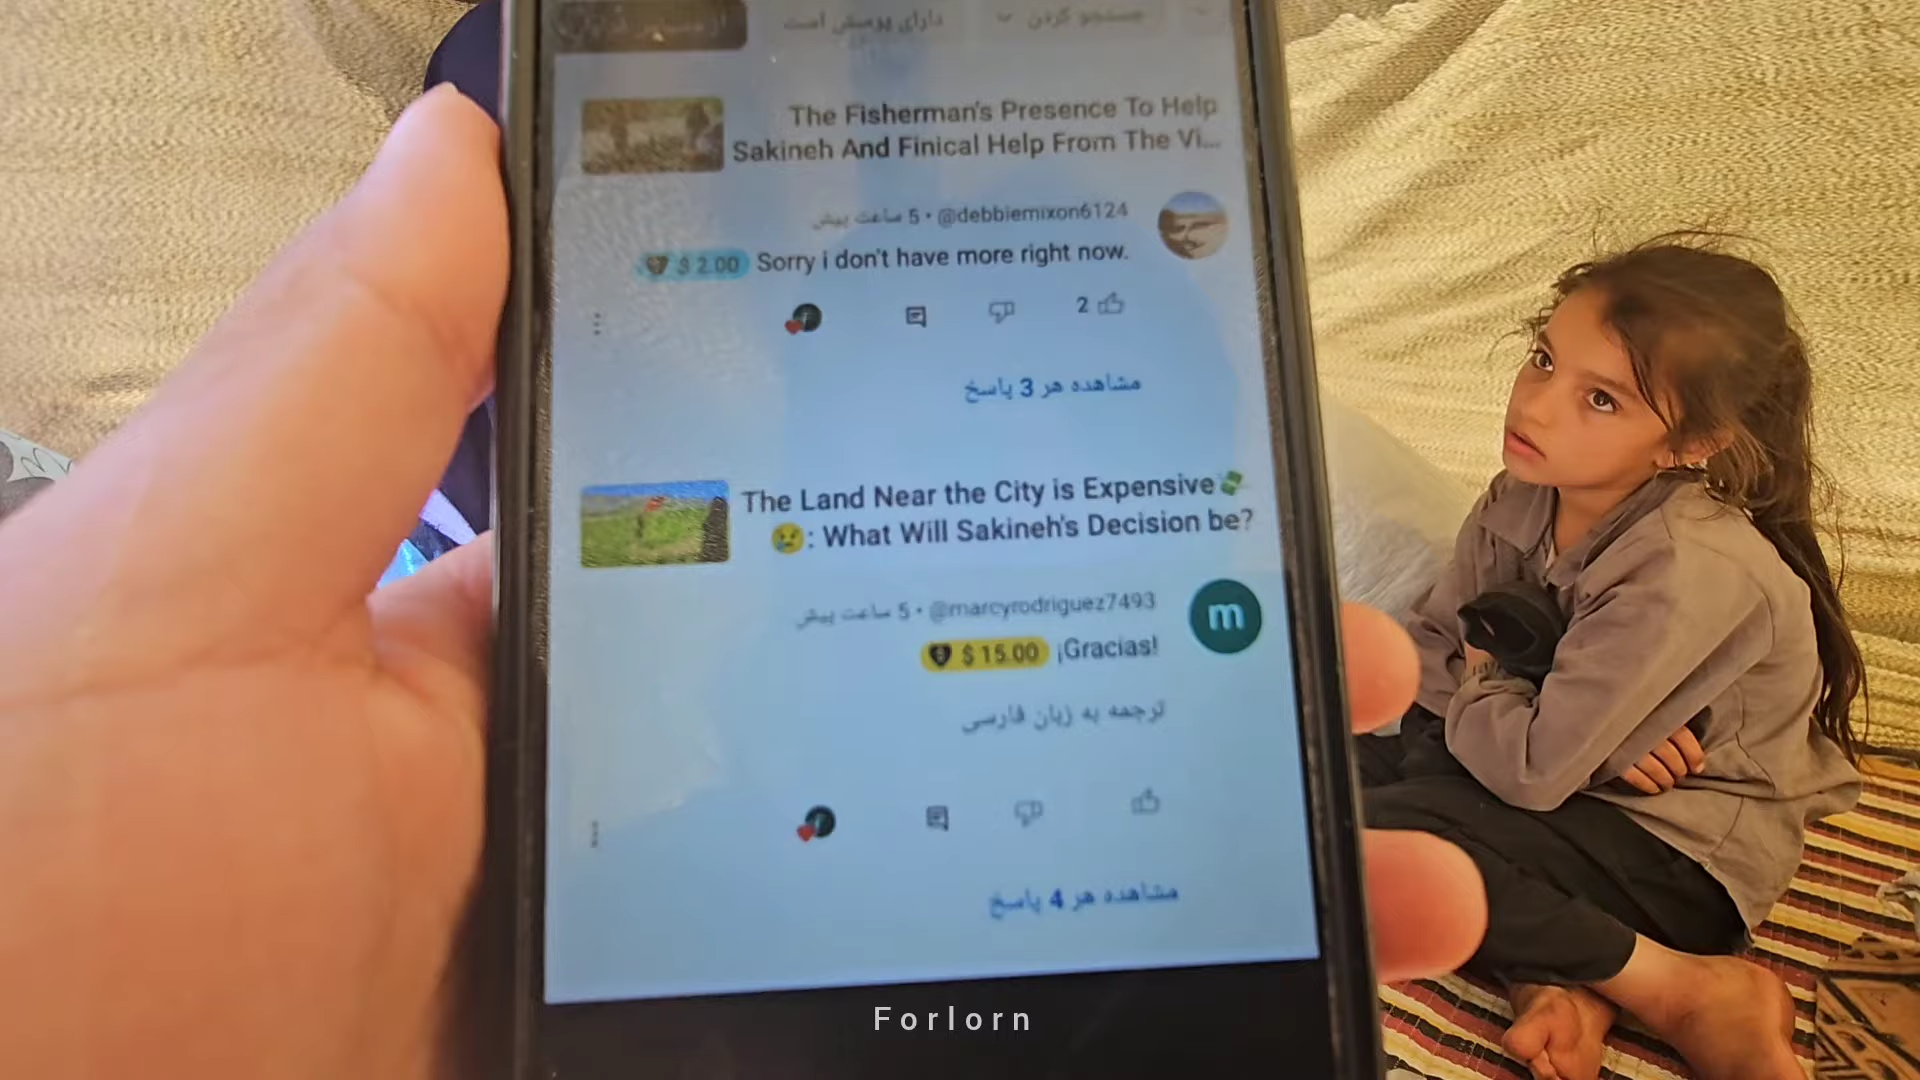 جستجو کردن
دارای پرسش است
The Fisherman's Presence To Help
Sakineh And Finical Help From The Vi...
@debbiemixon6124 • 5 ساعت پیش
$ 2.00 Sorry i don't have more right now.
2
مشاهده هر 3 پاسخ
The Land Near the City is Expensive💸
😢: What Will Sakineh's Decision be?
@marcyrodriguez7493 • 5 ساعت پیش
m
$ 15.00 ¡Gracias!
ترجمه به زبان فارسی
مشاهده هر 4 پاسخ
Forlorn